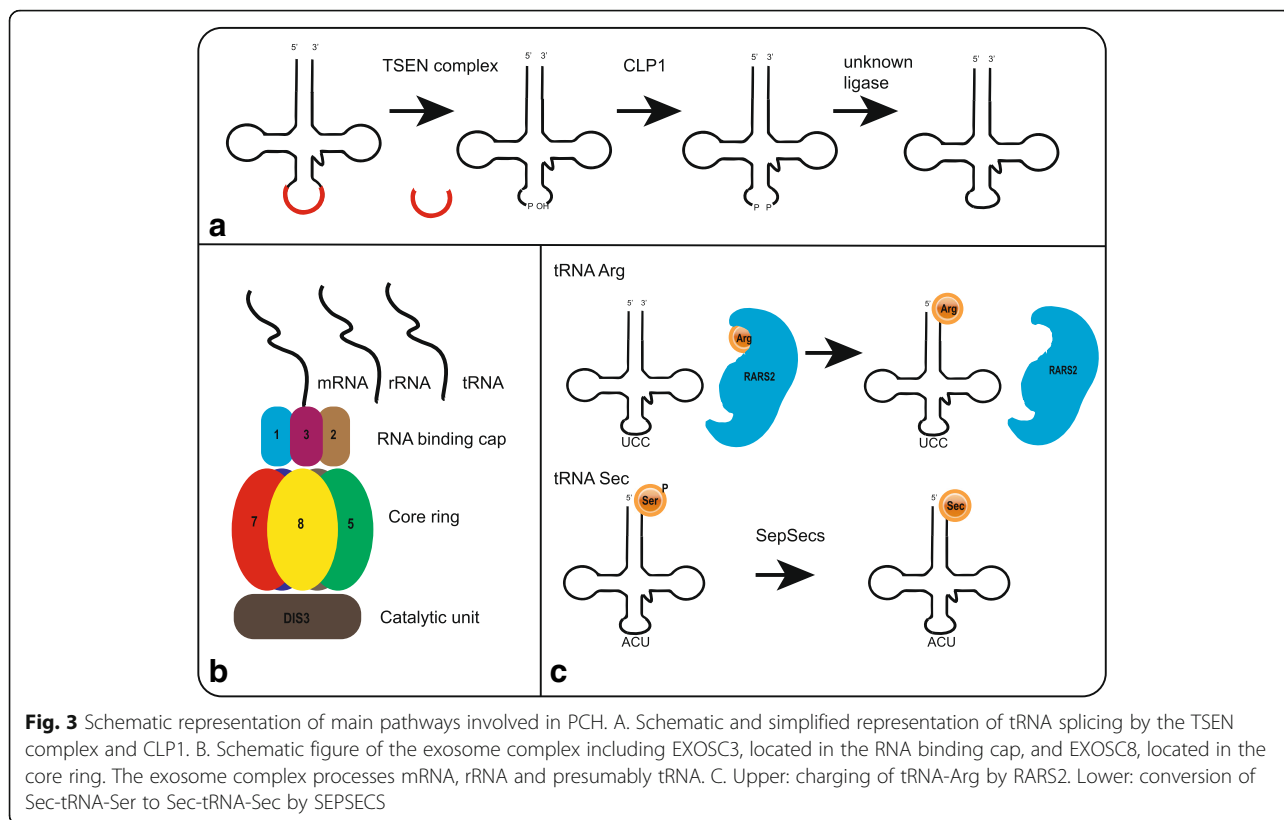 5' 3'
TSEN complex
5' 3'
CLP1
5' 3'
unknown
ligase
5' 3'
P OH
P P
a
mRNA rRNA tRNA
1 3 2
RNA binding cap
7 8 5
Core ring
DIS3
Catalytic unit
b
tRNA Arg
5' 3'
Arg
RARS2
UCC
5'
Arg
RARS2
UCC
tRNA Sec
5'
Ser
P
ACU
SepSecs
5'
Sec
ACU
c
Fig. 3 Schematic representation of main pathways involved in PCH. A. Schematic and simplified representation of tRNA splicing by the TSEN
complex and CLP1. B. Schematic figure of the exosome complex including EXOSC3, located in the RNA binding cap, and EXOSC8, located in the
core ring. The exosome complex processes mRNA, rRNA and presumably tRNA. C. Upper: charging of tRNA-Arg by RARS2. Lower: conversion of
Sec-tRNA-Ser to Sec-tRNA-Sec by SEPSECS